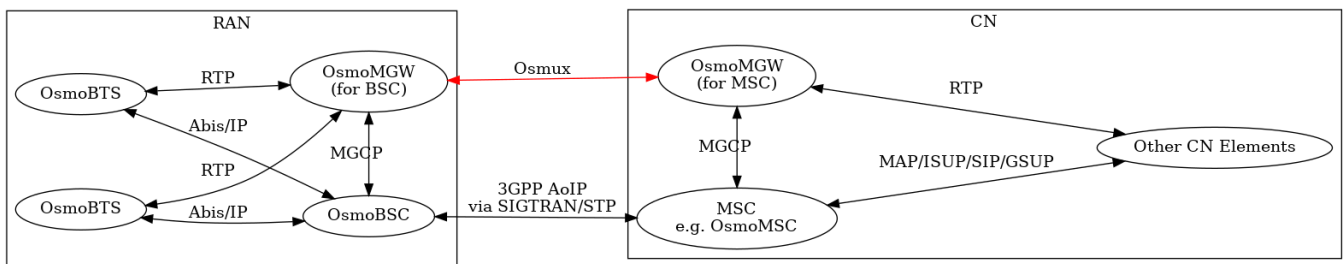 RAN
CN
OsmoBTS
RTP
OsmoMGW
(for BSC)
Osmux
OsmoMGW
(for MSC)
RTP
Abis/IP
MGCP
MGCP
Other CN Elements
RTP
MAP/ISUP/SIP/GSUP
OsmoBTS
Abis/IP
OsmoBSC
3GPP AoIP
via SIGTRAN/STP
MSC
e.g. OsmoMSC